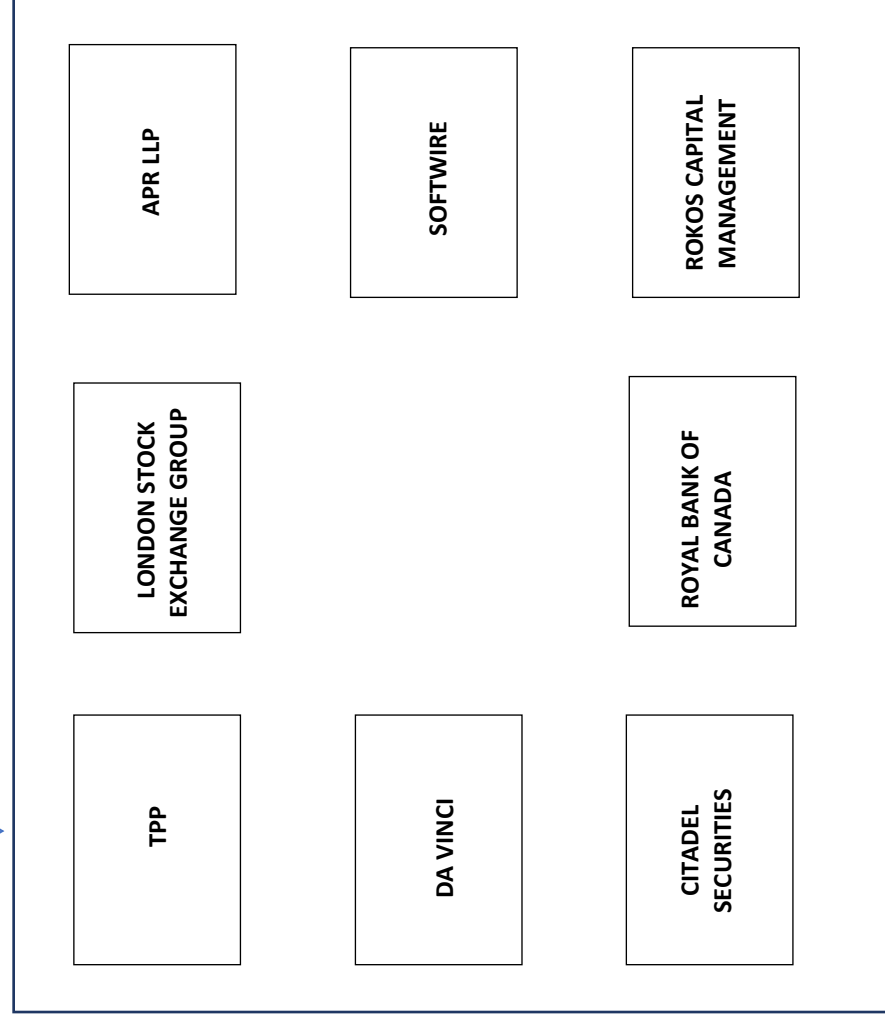 TPP
LONDON STOCK
EXCHANGE GROUP
APR LLP
DA VINCI
SOFTWIRE
CITADEL
SECURITIES
ROYAL BANK OF
CANADA
ROKOS CAPITAL
MANAGEMENT